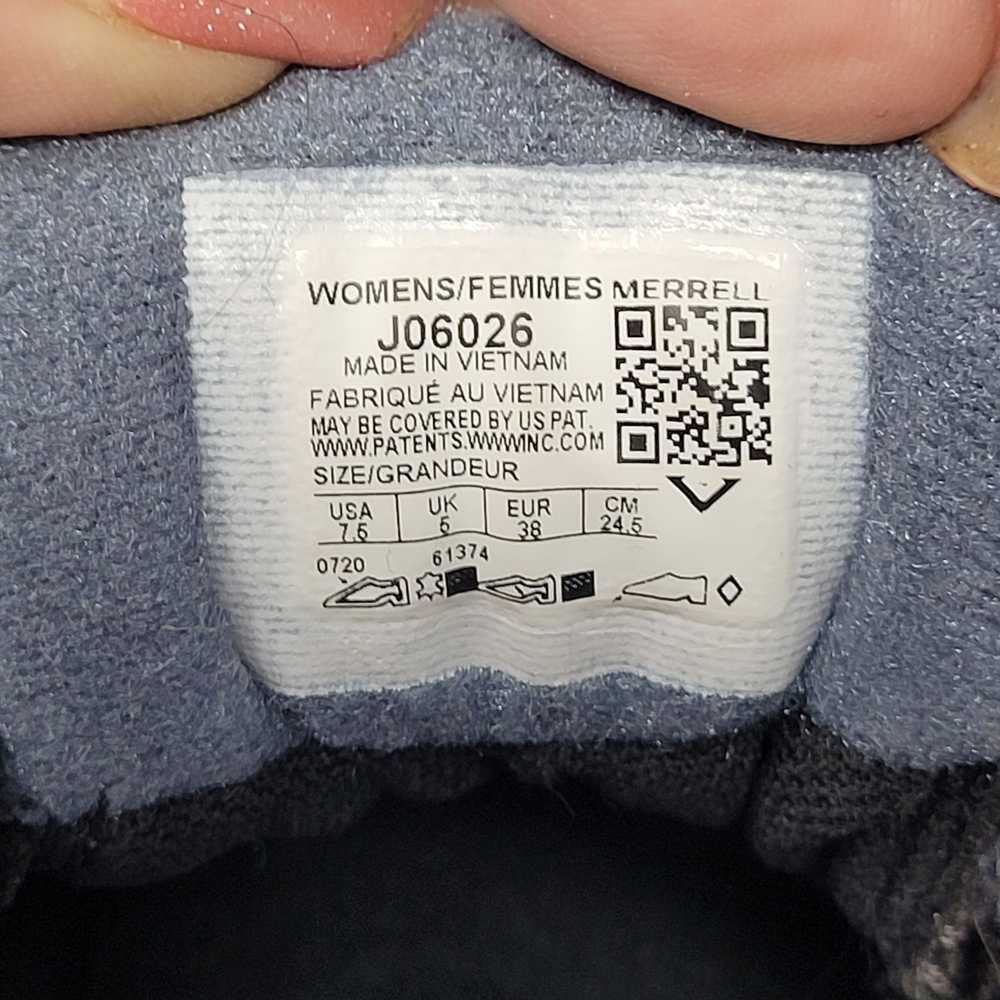 WOMENS/FEMMES MERRELL
J06026
MADE IN VIETNAM
FABRIQUÉ AU VIETNAM
MAY BE COVERED BY US PAT.
WWW.PATENTS.WWWINC.COM
SIZE/GRANDEUR
USA UK EUR CM
7.5 5 38 24.5
0720 61374